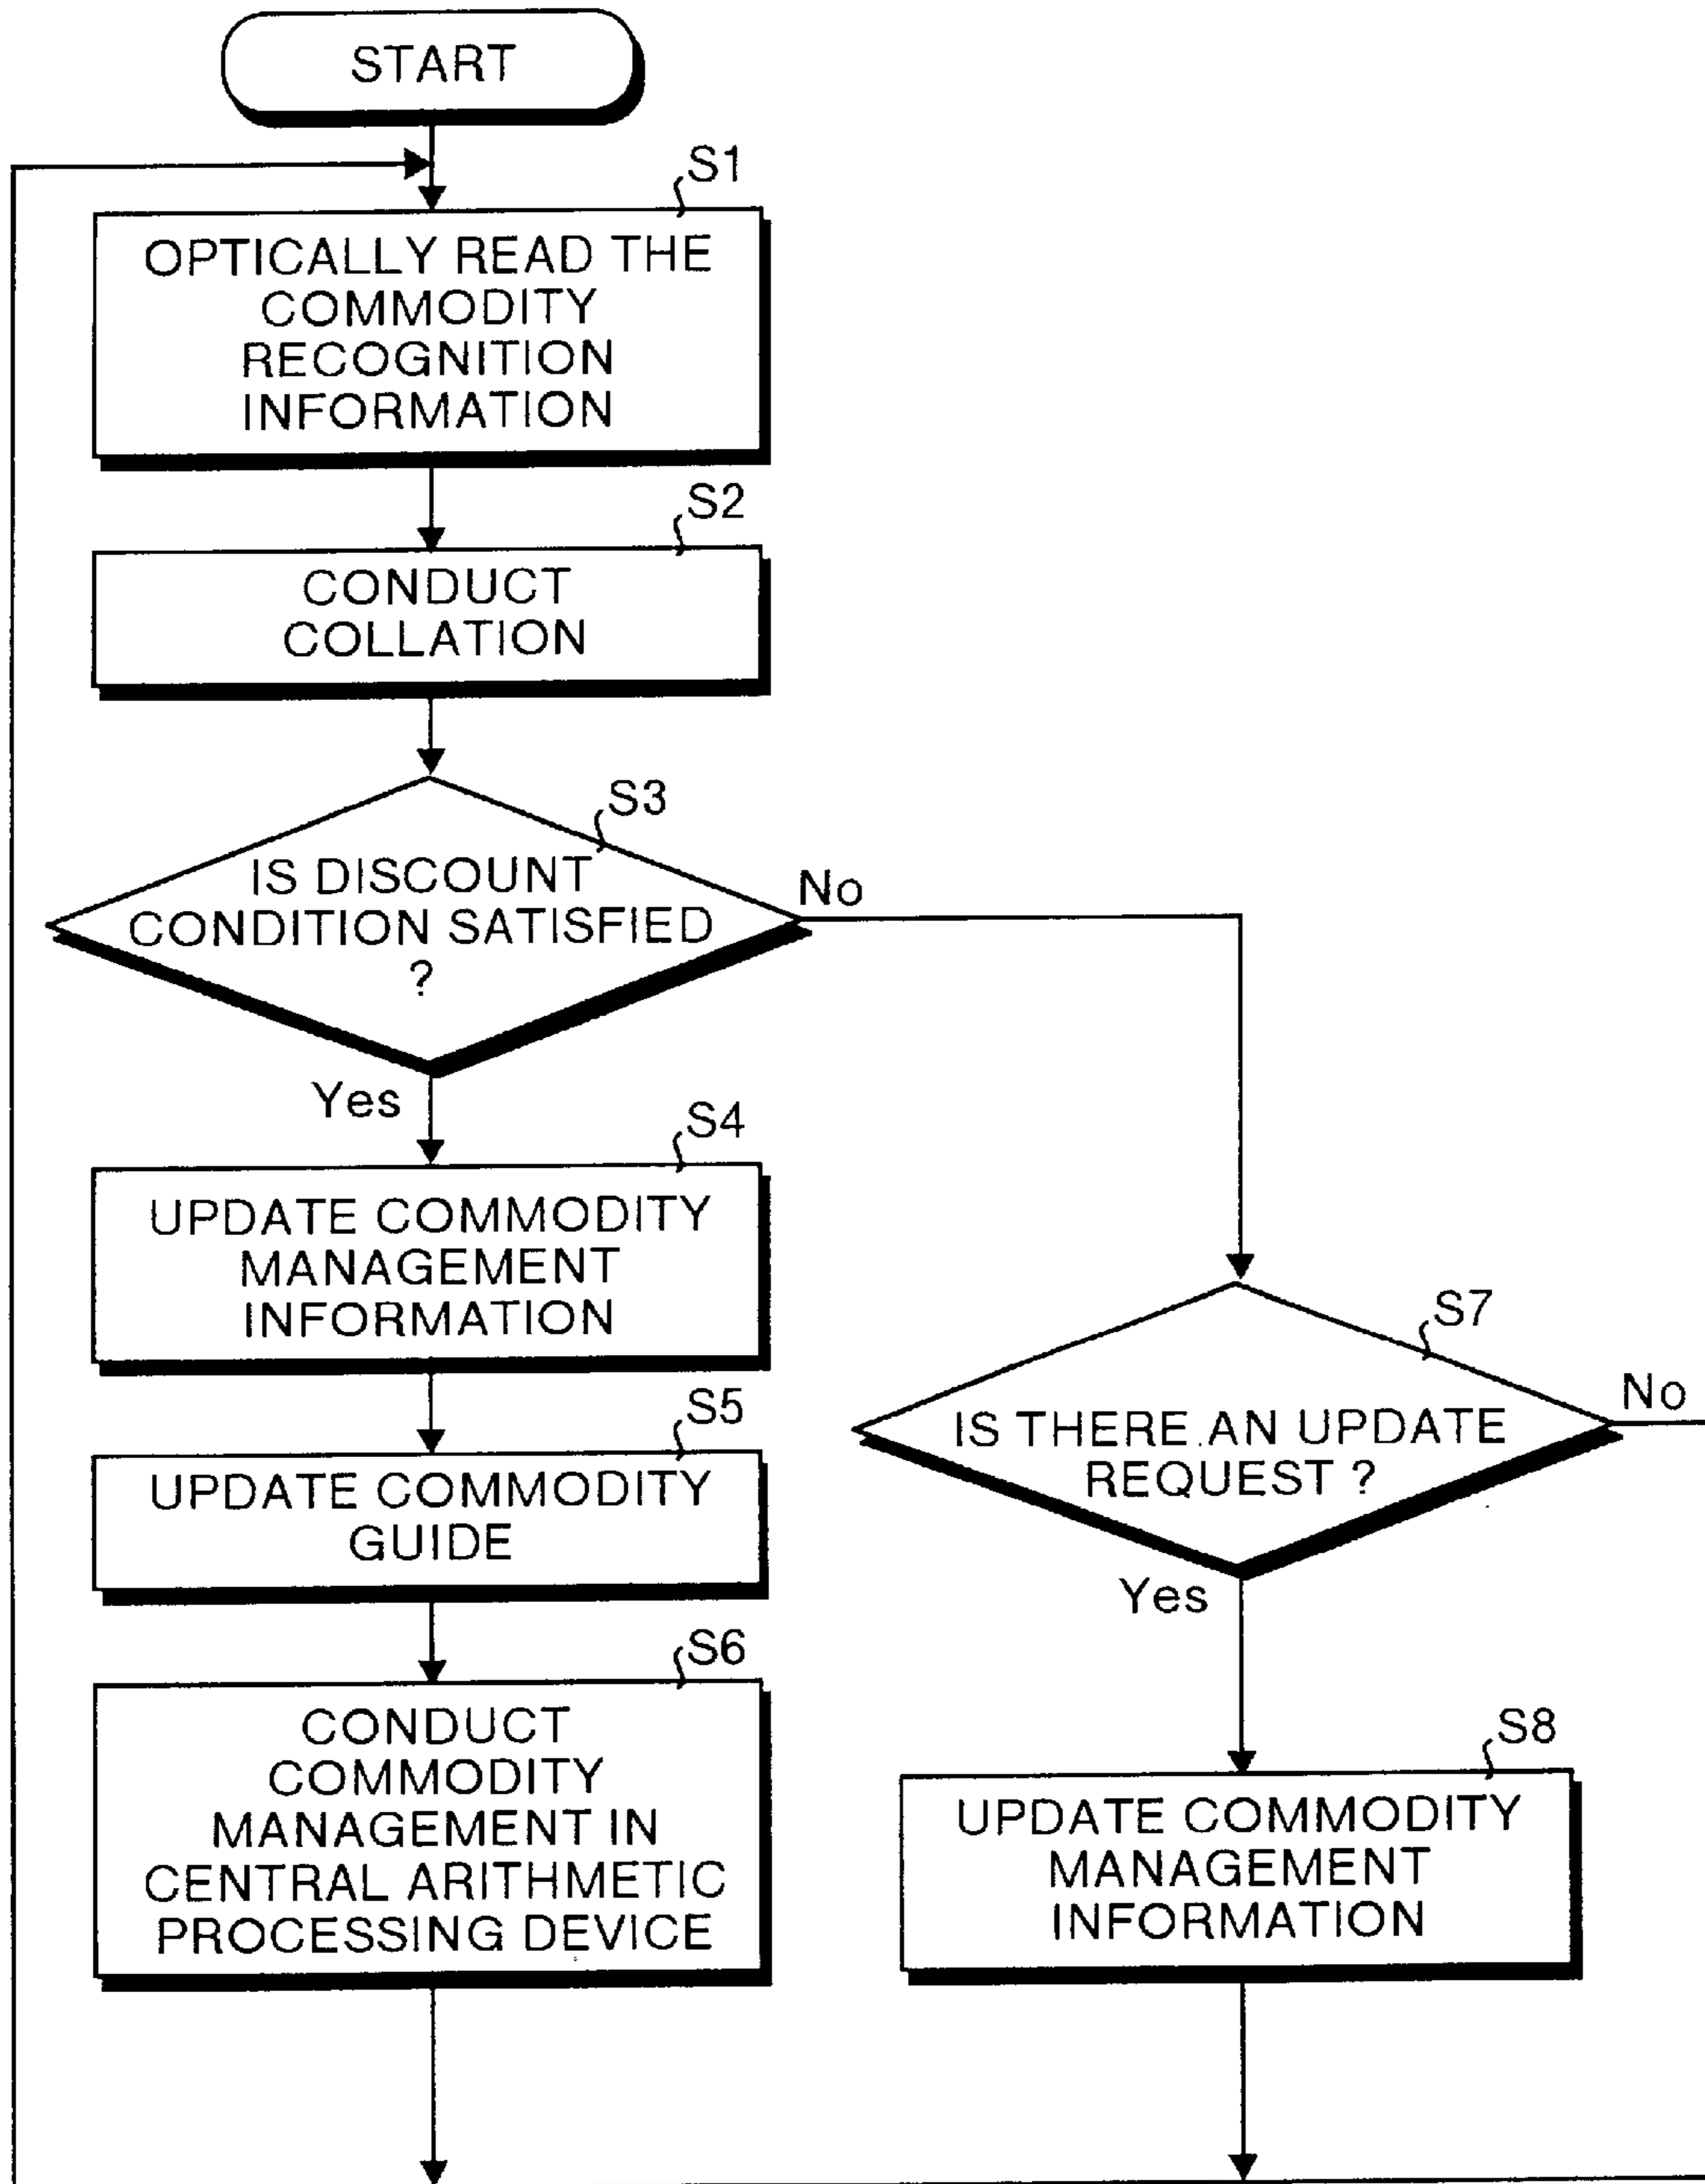 START
S1
OPTICALLY READ THE
COMMODITY
RECOGNITION
INFORMATION
S2
CONDUCT
COLLATION
S3
IS DISCOUNT
CONDITION SATISFIED
?
No
Yes
S4
UPDATE COMMODITY
MANAGEMENT
INFORMATION
S5
UPDATE COMMODITY
GUIDE
S6
CONDUCT
COMMODITY
MANAGEMENT IN
CENTRAL ARITHMETIC
PROCESSING DEVICE
S7
IS THERE AN UPDATE
REQUEST ?
No
Yes
S8
UPDATE COMMODITY
MANAGEMENT
INFORMATION